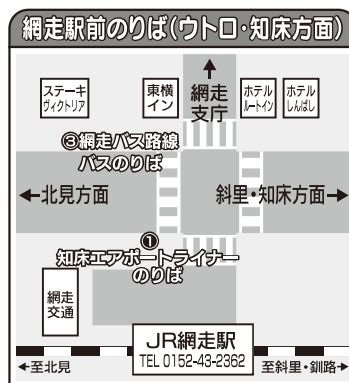 網走駅前のりば(ウトロ・知床方面)
ステーキ
ヴィクトリア
東横
イン
網走
支庁
ホテル
ルートイン
ホテル
しんばし
③網走バス路線
バスのりば
←北見方面
斜里・知床方面→
①
知床エアポートライナー
のりば
網走
交通
JR網走駅
TEL 0152-43-2362
←至北見
至斜里・釧路→